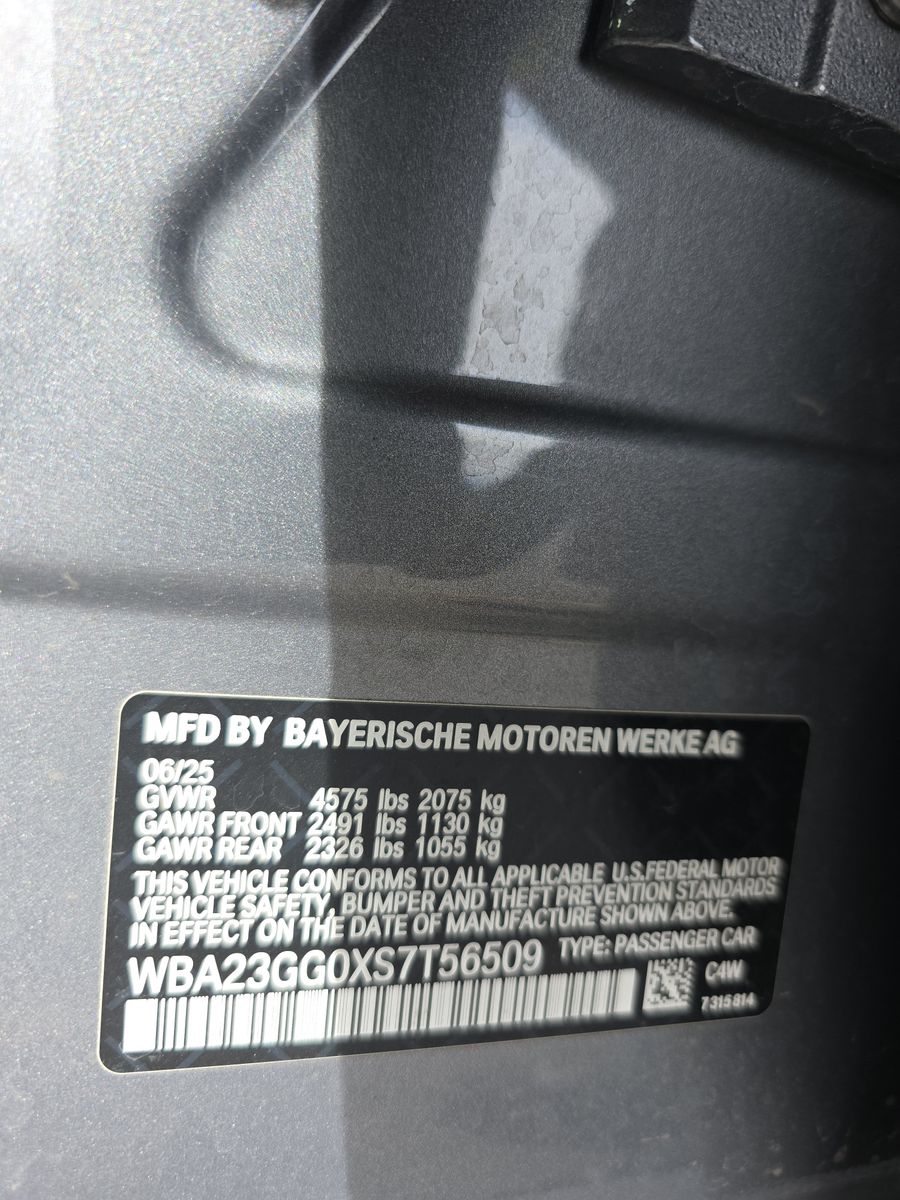 MFD BY BAYERISCHE MOTOREN WERKE AG
06/25
GVWR 4575 lbs 2075 kg
GAWR FRONT 2491 lbs 1130 kg
GAWR REAR 2326 lbs 1055 kg
THIS VEHICLE CONFORMS TO ALL APPLICABLE U.S.FEDERAL MOTOR
VEHICLE SAFETY, BUMPER AND THEFT PREVENTION STANDARDS
IN EFFECT ON THE DATE OF MANUFACTURE SHOWN ABOVE.
WBA23GG0XS7T56509 TYPE: PASSENGER CAR
C4W
7315814